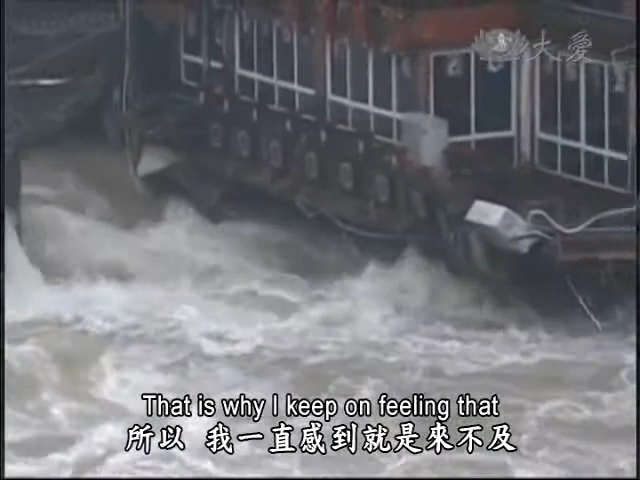 大愛
That is why I keep on feeling that
所以 我一直感到就是來不及